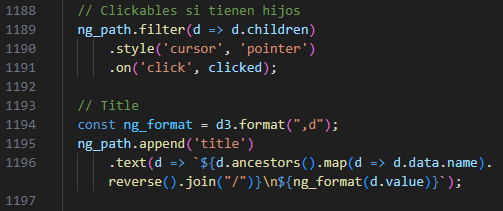 1188 // Clickables si tienen hijos
1189 ng_path.filter(d => d.children)
1190 .style('cursor', 'pointer')
1191 .on('click', clicked);
1192
1193 // Title
1194 const ng_format = d3.format(",d");
1195 ng_path.append('title')
1196 .text(d => `${d.ancestors().map(d => d.data.name).
reverse().join("/")}\n${ng_format(d.value)}`);
1197